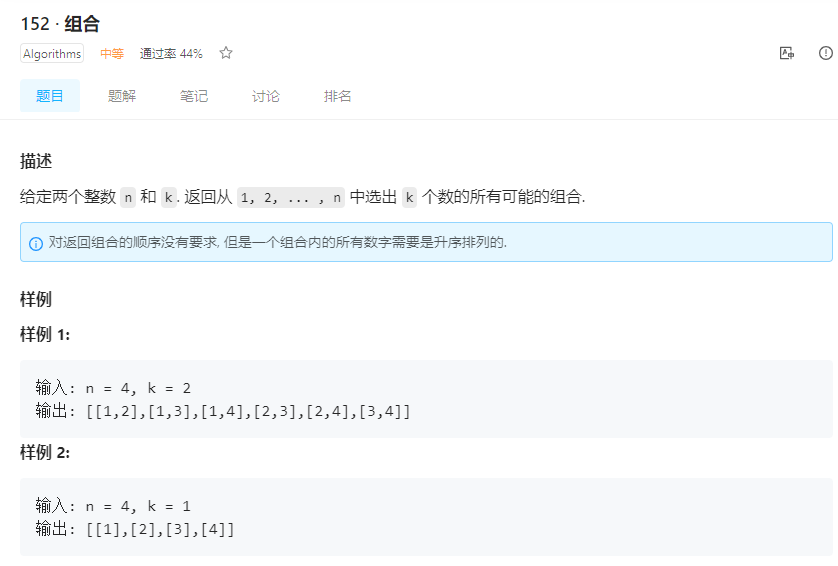 152 · 组合
Algorithms 中等 通过率 44%
题目 题解 笔记 讨论 排名
描述
给定两个整数 n 和 k. 返回从 1, 2, ... , n 中选出 k 个数的所有可能的组合.
对返回组合的顺序没有要求, 但是一个组合内的所有数字需要是升序排列的.
样例
样例 1:
输入: n = 4, k = 2
输出: [[1,2],[1,3],[1,4],[2,3],[2,4],[3,4]]
样例 2:
输入: n = 4, k = 1
输出: [[1],[2],[3],[4]]